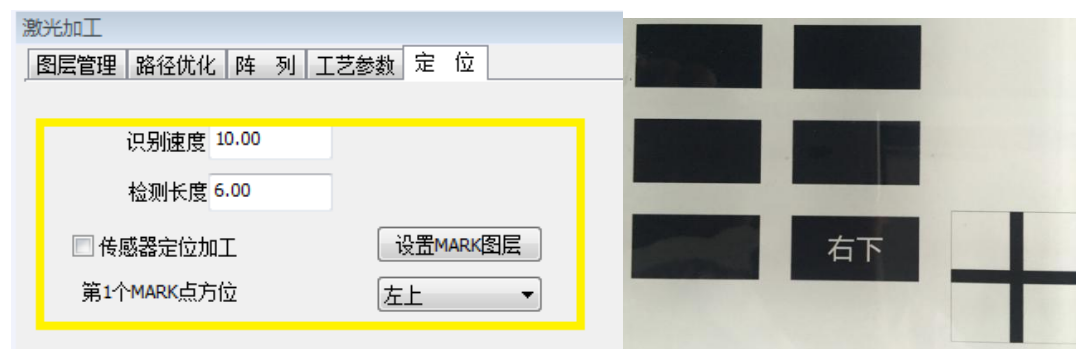 激光加工
图层管理 路径优化 阵 列 工艺参数 定 位
识别速度 10.00
检测长度 6.00
传感器定位加工 设置MARK图层
第1个MARK点方位 左上
右下